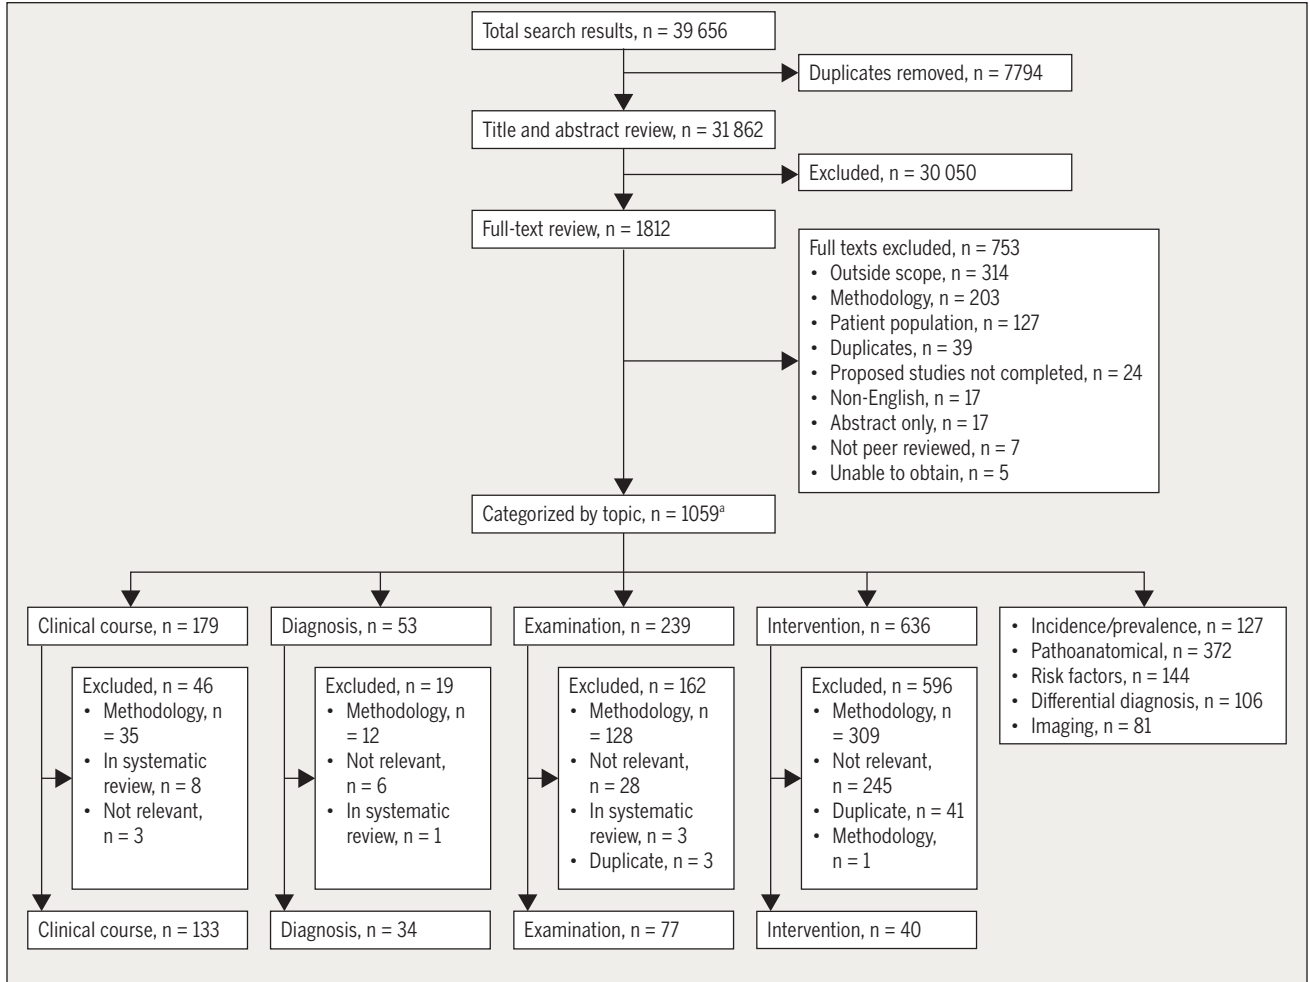 Total search results, n = 39 656
Duplicates removed, n = 7794
Title and abstract review, n = 31 862
Excluded, n = 30 050
Full-text review, n = 1812
Full texts excluded, n = 753
• Outside scope, n = 314
• Methodology, n = 203
• Patient population, n = 127
• Duplicates, n = 39
• Proposed studies not completed, n = 24
• Non-English, n = 17
• Abstract only, n = 17
• Not peer reviewed, n = 7
• Unable to obtain, n = 5
Categorized by topic, n = 1059ª
Clinical course, n = 179
Diagnosis, n = 53
Examination, n = 239
Intervention, n = 636
• Incidence/prevalence, n = 127
• Pathoanatomical, n = 372
• Risk factors, n = 144
• Differential diagnosis, n = 106
• Imaging, n = 81
Excluded, n = 46
• Methodology, n
= 35
• In systematic
review, n = 8
• Not relevant,
n = 3
Excluded, n = 19
• Methodology, n
= 12
• Not relevant,
n = 6
• In systematic
review, n = 1
Excluded, n = 162
• Methodology, n
= 128
• Not relevant,
n = 28
• In systematic
review, n = 3
• Duplicate, n = 3
Excluded, n = 596
• Methodology, n
= 309
• Not relevant,
n = 245
• Duplicate, n = 41
• Methodology,
n = 1
Clinical course, n = 133
Diagnosis, n = 34
Examination, n = 77
Intervention, n = 40